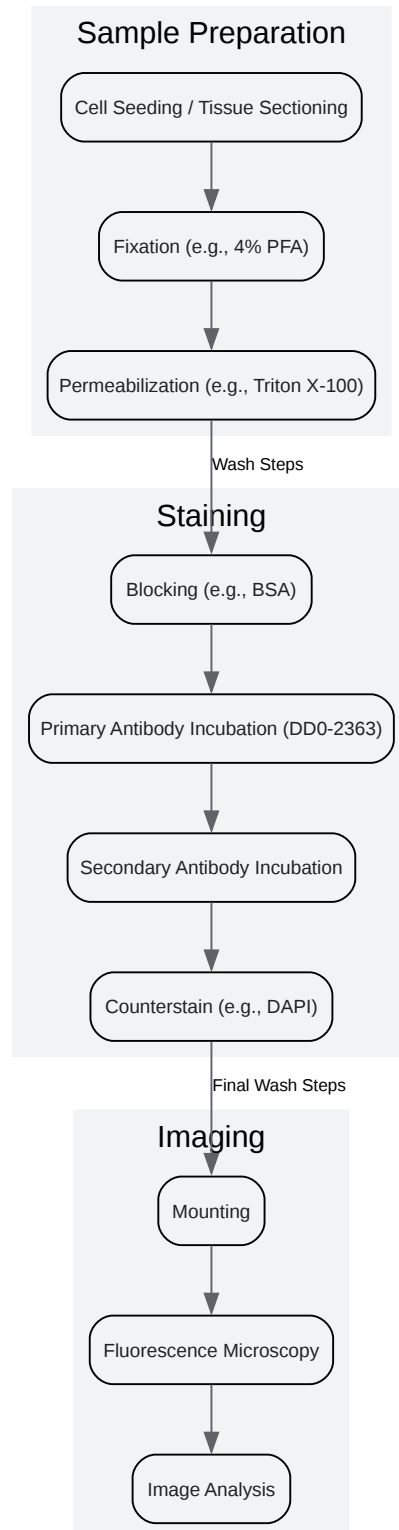 Sample Preparation
Cell Seeding / Tissue Sectioning
Fixation (e.g., 4% PFA)
Permeabilization (e.g., Triton X-100)
Wash Steps
Staining
Blocking (e.g., BSA)
Primary Antibody Incubation (DD0-2363)
Secondary Antibody Incubation
Counterstain (e.g., DAPI)
Final Wash Steps
Imaging
Mounting
Fluorescence Microscopy
Image Analysis